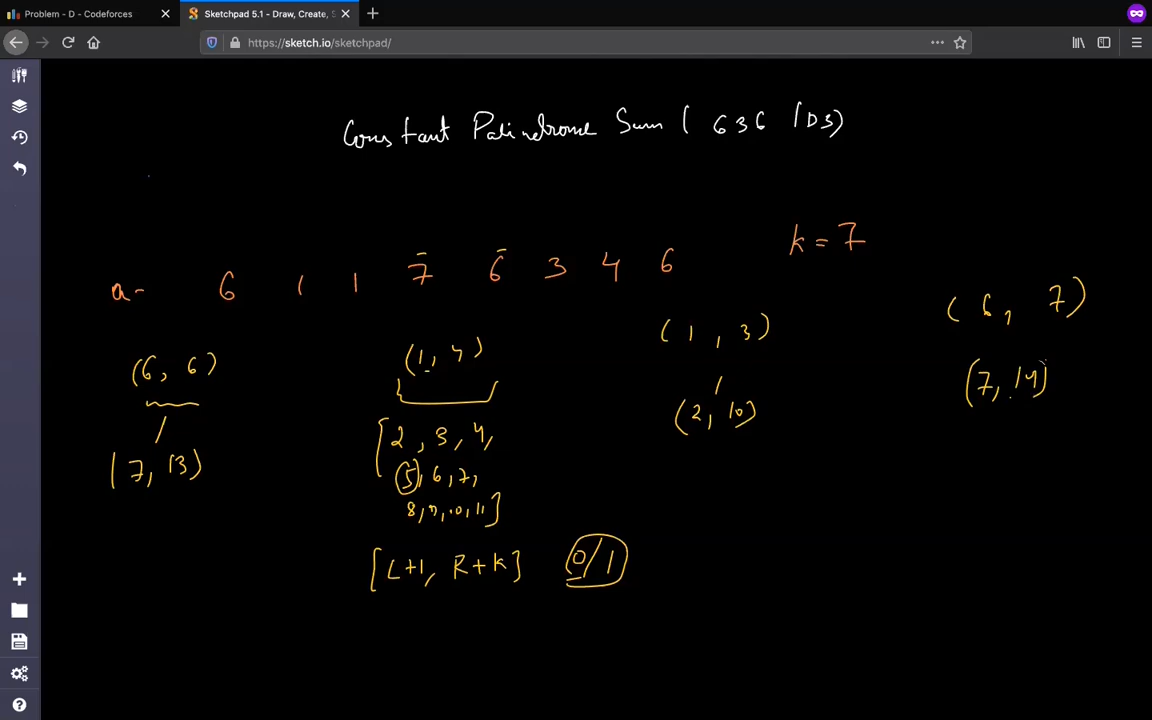 Problem - D - Codeforces
Sketchpad 5.1 - Draw, Create, S
https://sketch.io/sketchpad/
Constant Palindrome Sum ( 636 / D3)
k = 7
a - 6 1 1 7 6 3 4 6
(6, 7)
(1, 3)
(1, 4)
(6, 6)
(7, 14)
(2, 10)
[2, 3, 4,
(7, 13)
5, 6, 7,
8, 9, 10, 11]
[L+1, R+K] 0/1